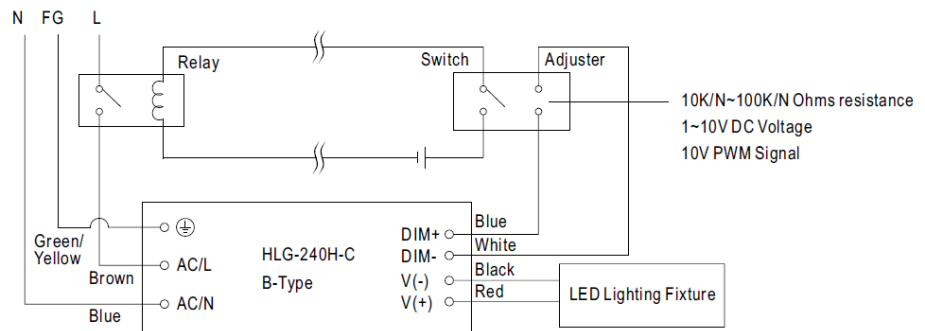 N FG L
Relay
Switch
Adjuster
10K/N~100K/N Ohms resistance
1~10V DC Voltage
10V PWM Signal
Green/
Yellow
Brown
Blue
AC/L
AC/N
HLG-240H-C
B-Type
DIM+
DIM-
V(-)
V(+)
Blue
White
Black
Red
LED Lighting Fixture